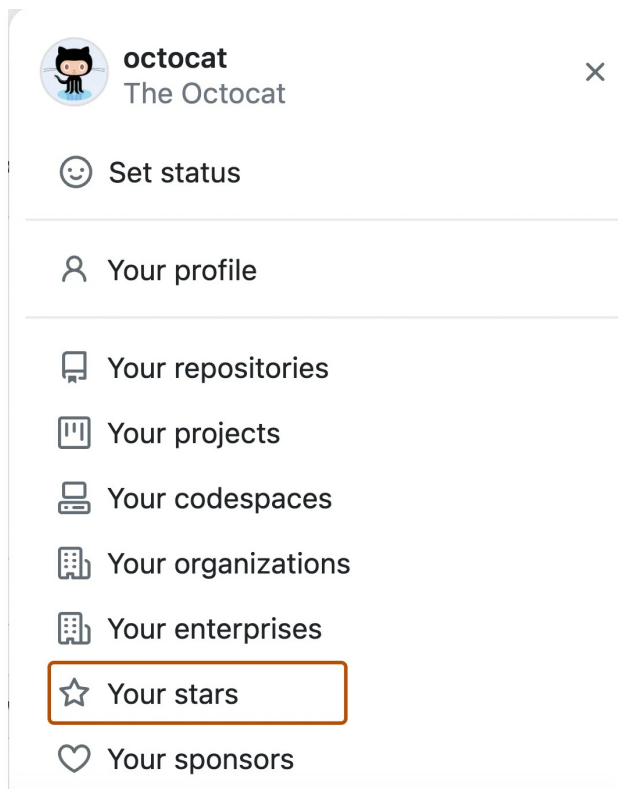 octocat
The Octocat
Set status
Your profile
Your repositories
Your projects
Your codespaces
Your organizations
Your enterprises
Your stars
Your sponsors